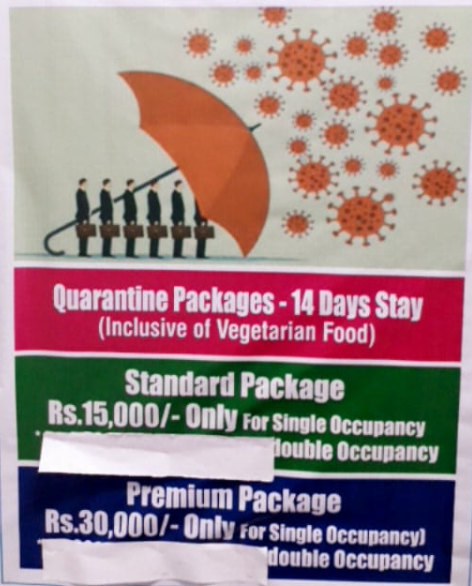 Quarantine Packages - 14 Days Stay
(Inclusive of Vegetarian Food)
Standard Package
Rs.15,000/- Only For Single Occupancy
double Occupancy
Premium Package
Rs.30,000/- Only For Single Occupancy)
double Occupancy